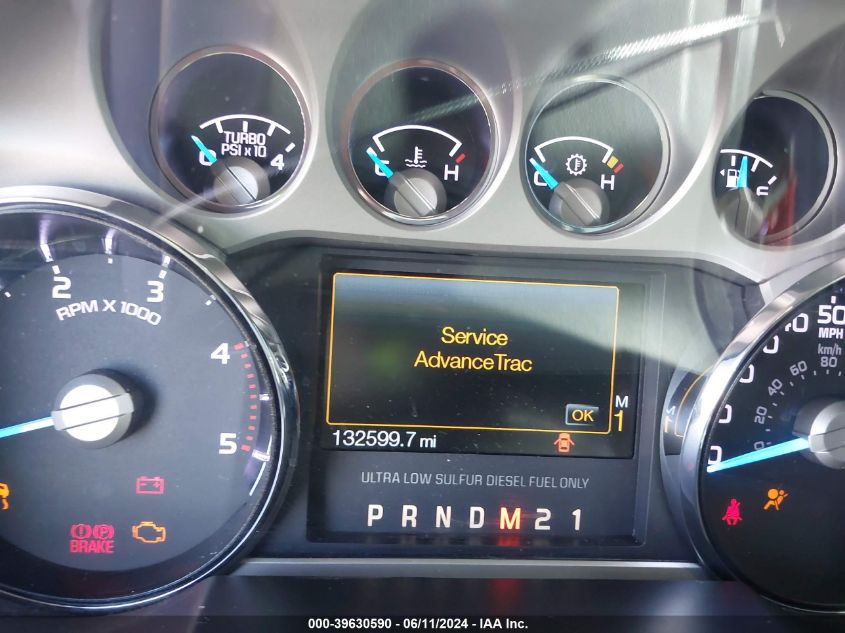 TURBO
PSI x 10
0 4
C H
C H
2 3
RPM X 1000
4
5
Service
AdvanceTrac
OK
M
1
132599.7 mi
ULTRA LOW SULFUR DIESEL FUEL ONLY
P R N D M 2 1
BRAKE
P
40 50
MPH
km/h
80
60
40
20
0
0
000-39630590 - 06/11/2024 - IAA Inc.